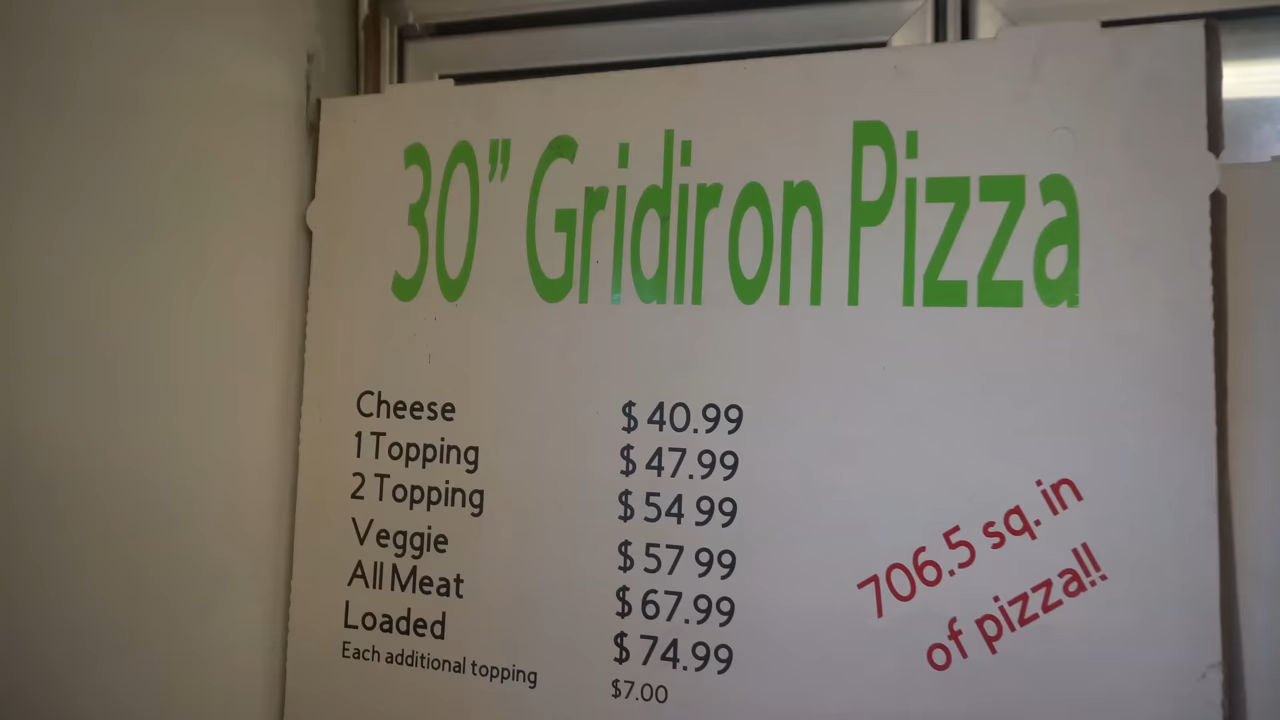 30” Gridiron Pizza
Cheese $40.99
1 Topping $47.99
2 Topping $54 99
Veggie $57 99
All Meat $67.99
Loaded $74.99
Each additional topping $7.00
706.5 sq. in
of pizza!!